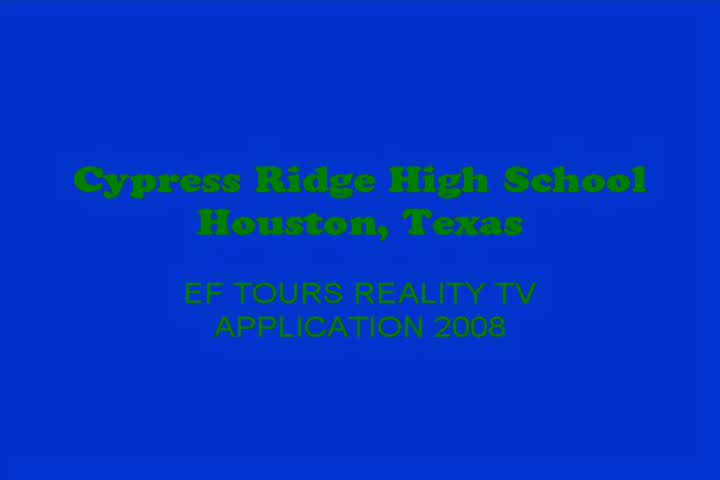 Cypress Ridge High School
Houston, Texas
EF TOURS REALITY TV
APPLICATION 2008